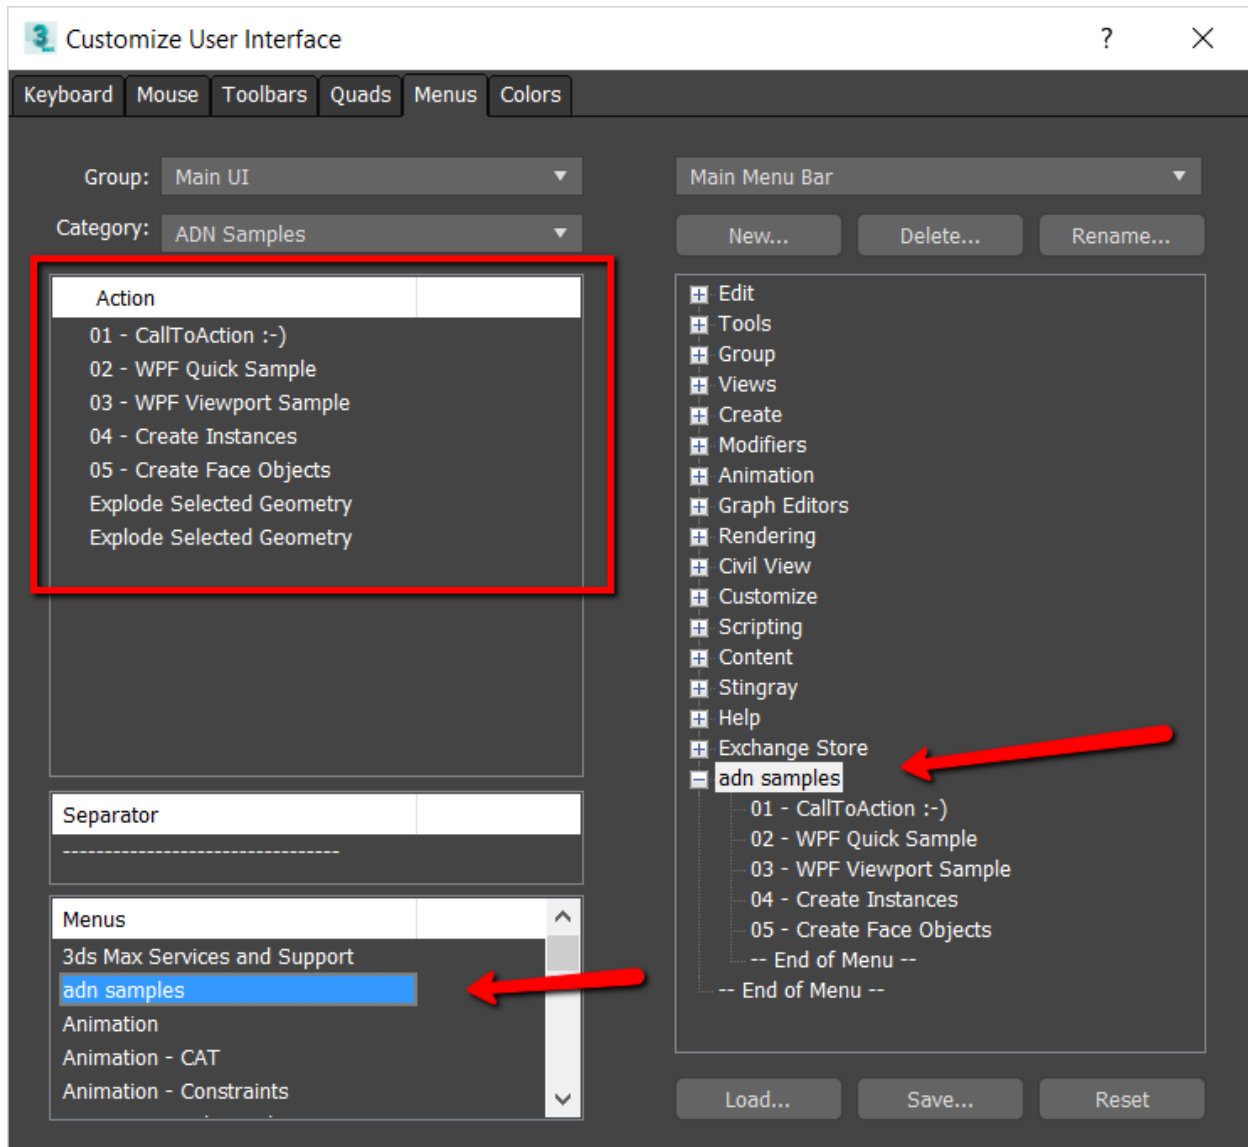 Customize User Interface
?
Keyboard Mouse Toolbars Quads Menus Colors
Group: Main UI
Category: ADN Samples
Action
01 - CallToAction :-)
02 - WPF Quick Sample
03 - WPF Viewport Sample
04 - Create Instances
05 - Create Face Objects
Explode Selected Geometry
Explode Selected Geometry
Separator
---------------------------------
Menus
3ds Max Services and Support
adn samples
Animation
Animation - CAT
Animation - Constraints
Main Menu Bar
New... Delete... Rename...
Edit
Tools
Group
Views
Create
Modifiers
Animation
Graph Editors
Rendering
Civil View
Customize
Scripting
Content
Stingray
Help
Exchange Store
adn samples
01 - CallToAction :-)
02 - WPF Quick Sample
03 - WPF Viewport Sample
04 - Create Instances
05 - Create Face Objects
-- End of Menu --
-- End of Menu --
Load... Save... Reset